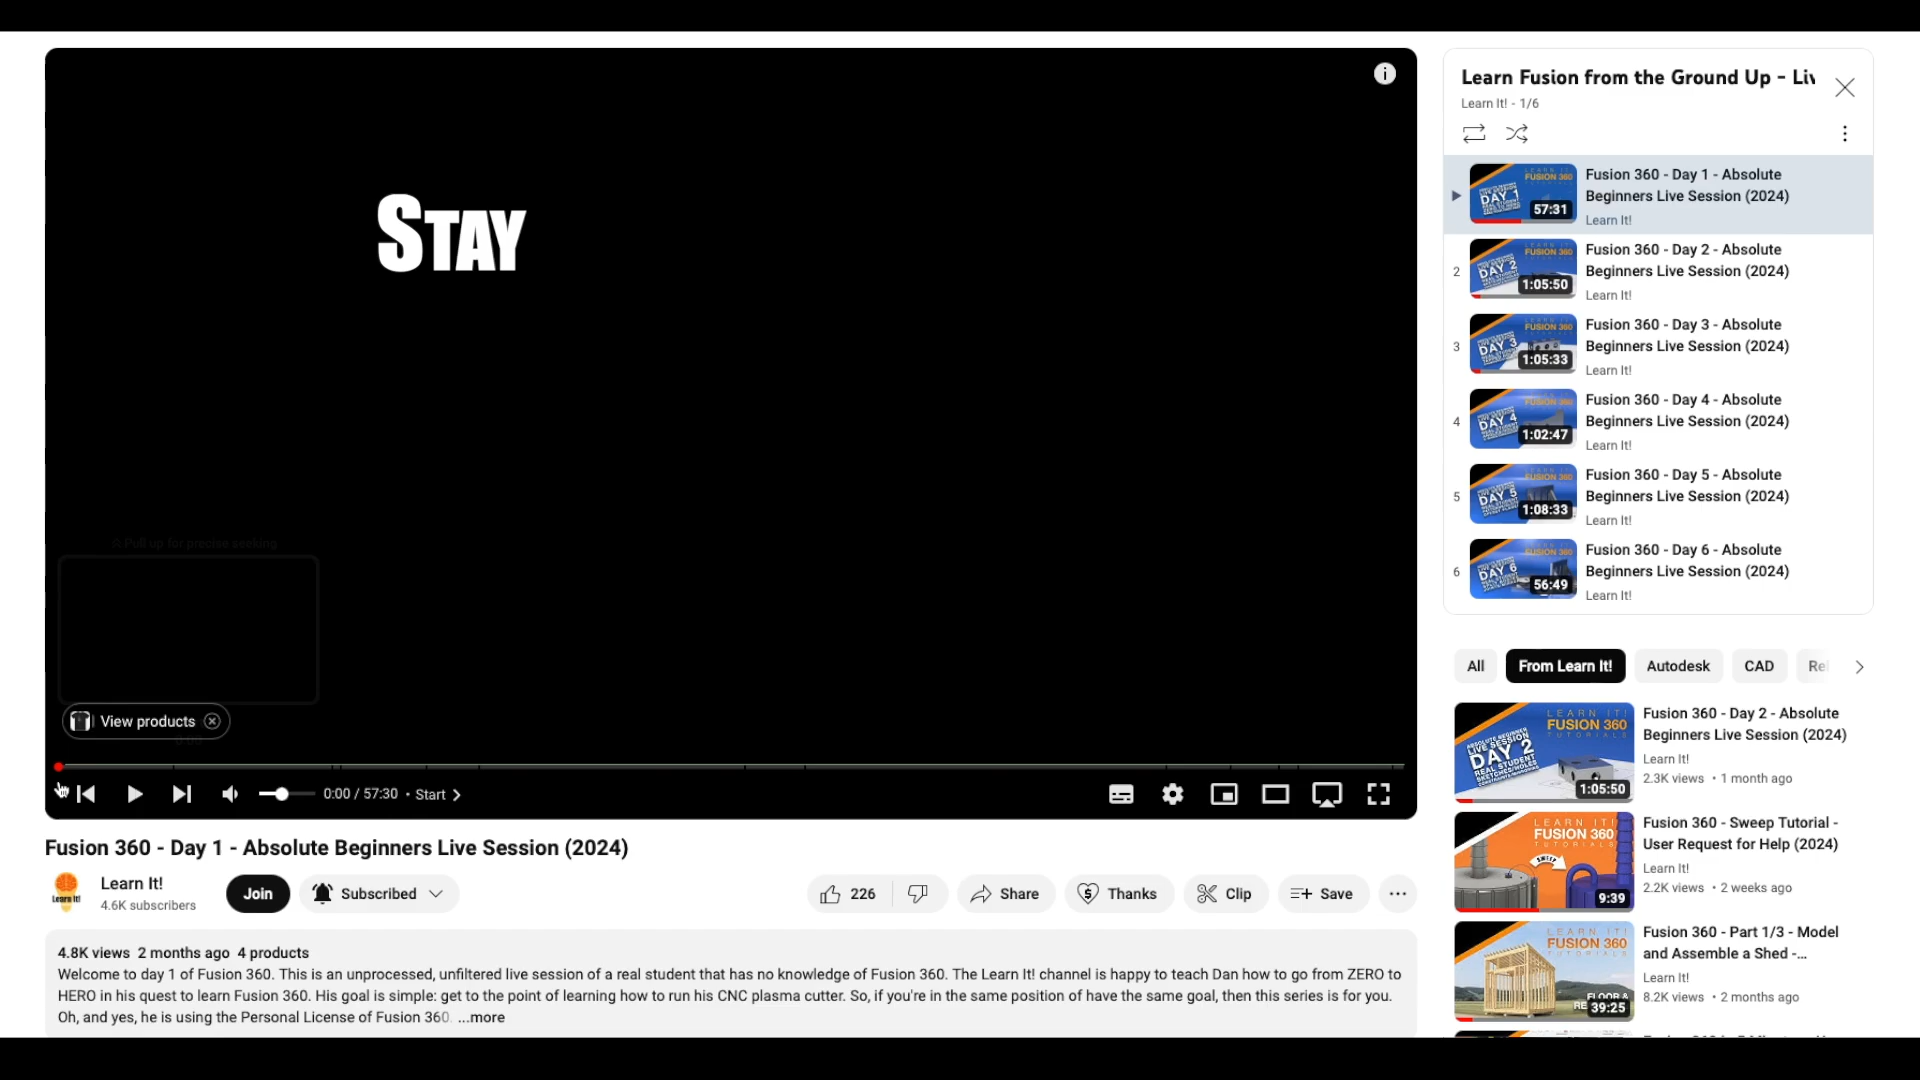 STAY
Pull up for precise seeking
View products
0:00
0:00 / 57:30 • Start
Fusion 360 - Day 1 - Absolute Beginners Live Session (2024)
Learn It!
4.6K subscribers
Join
Subscribed
226
Share
Thanks
Clip
Save
4.8K views 2 months ago 4 products
Welcome to day 1 of Fusion 360. This is an unprocessed, unfiltered live session of a real student that has no knowledge of Fusion 360. The Learn It! channel is happy to teach Dan how to go from ZERO to
HERO in his quest to learn Fusion 360. His goal is simple: get to the point of learning how to run his CNC plasma cutter. So, if you're in the same position of have the same goal, then this series is for you.
Oh, and yes, he is using the Personal License of Fusion 360. ...more
Learn Fusion from the Ground Up - Liv
Learn It! - 1/6
FUSION 360
DAY 1
57:31
Fusion 360 - Day 1 - Absolute
Beginners Live Session (2024)
Learn It!
2
FUSION 360
DAY 2
1:05:50
Fusion 360 - Day 2 - Absolute
Beginners Live Session (2024)
Learn It!
3
FUSION 360
DAY 3
1:05:33
Fusion 360 - Day 3 - Absolute
Beginners Live Session (2024)
Learn It!
4
FUSION 360
DAY 4
1:02:47
Fusion 360 - Day 4 - Absolute
Beginners Live Session (2024)
Learn It!
5
FUSION 360
DAY 5
1:08:33
Fusion 360 - Day 5 - Absolute
Beginners Live Session (2024)
Learn It!
6
FUSION 360
DAY 6
56:49
Fusion 360 - Day 6 - Absolute
Beginners Live Session (2024)
Learn It!
All
From Learn It!
Autodesk
CAD
Rel
LEARN IT!
FUSION 360
TUTORIALS
ABSOLUTE BEGINNER
LIVE SESSION
DAY 2
REAL STUDENT
SKETCHES/HOLES
1:05:50
Fusion 360 - Day 2 - Absolute
Beginners Live Session (2024)
Learn It!
2.3K views • 1 month ago
LEARN IT!
FUSION 360
TUTORIALS
SWEEP
9:39
Fusion 360 - Sweep Tutorial -
User Request for Help (2024)
Learn It!
2.2K views • 2 weeks ago
LEARN IT!
FUSION 360
TUTORIALS
FLOOR &
39:25
Fusion 360 - Part 1/3 - Model
and Assemble a Shed -...
Learn It!
8.2K views • 2 months ago